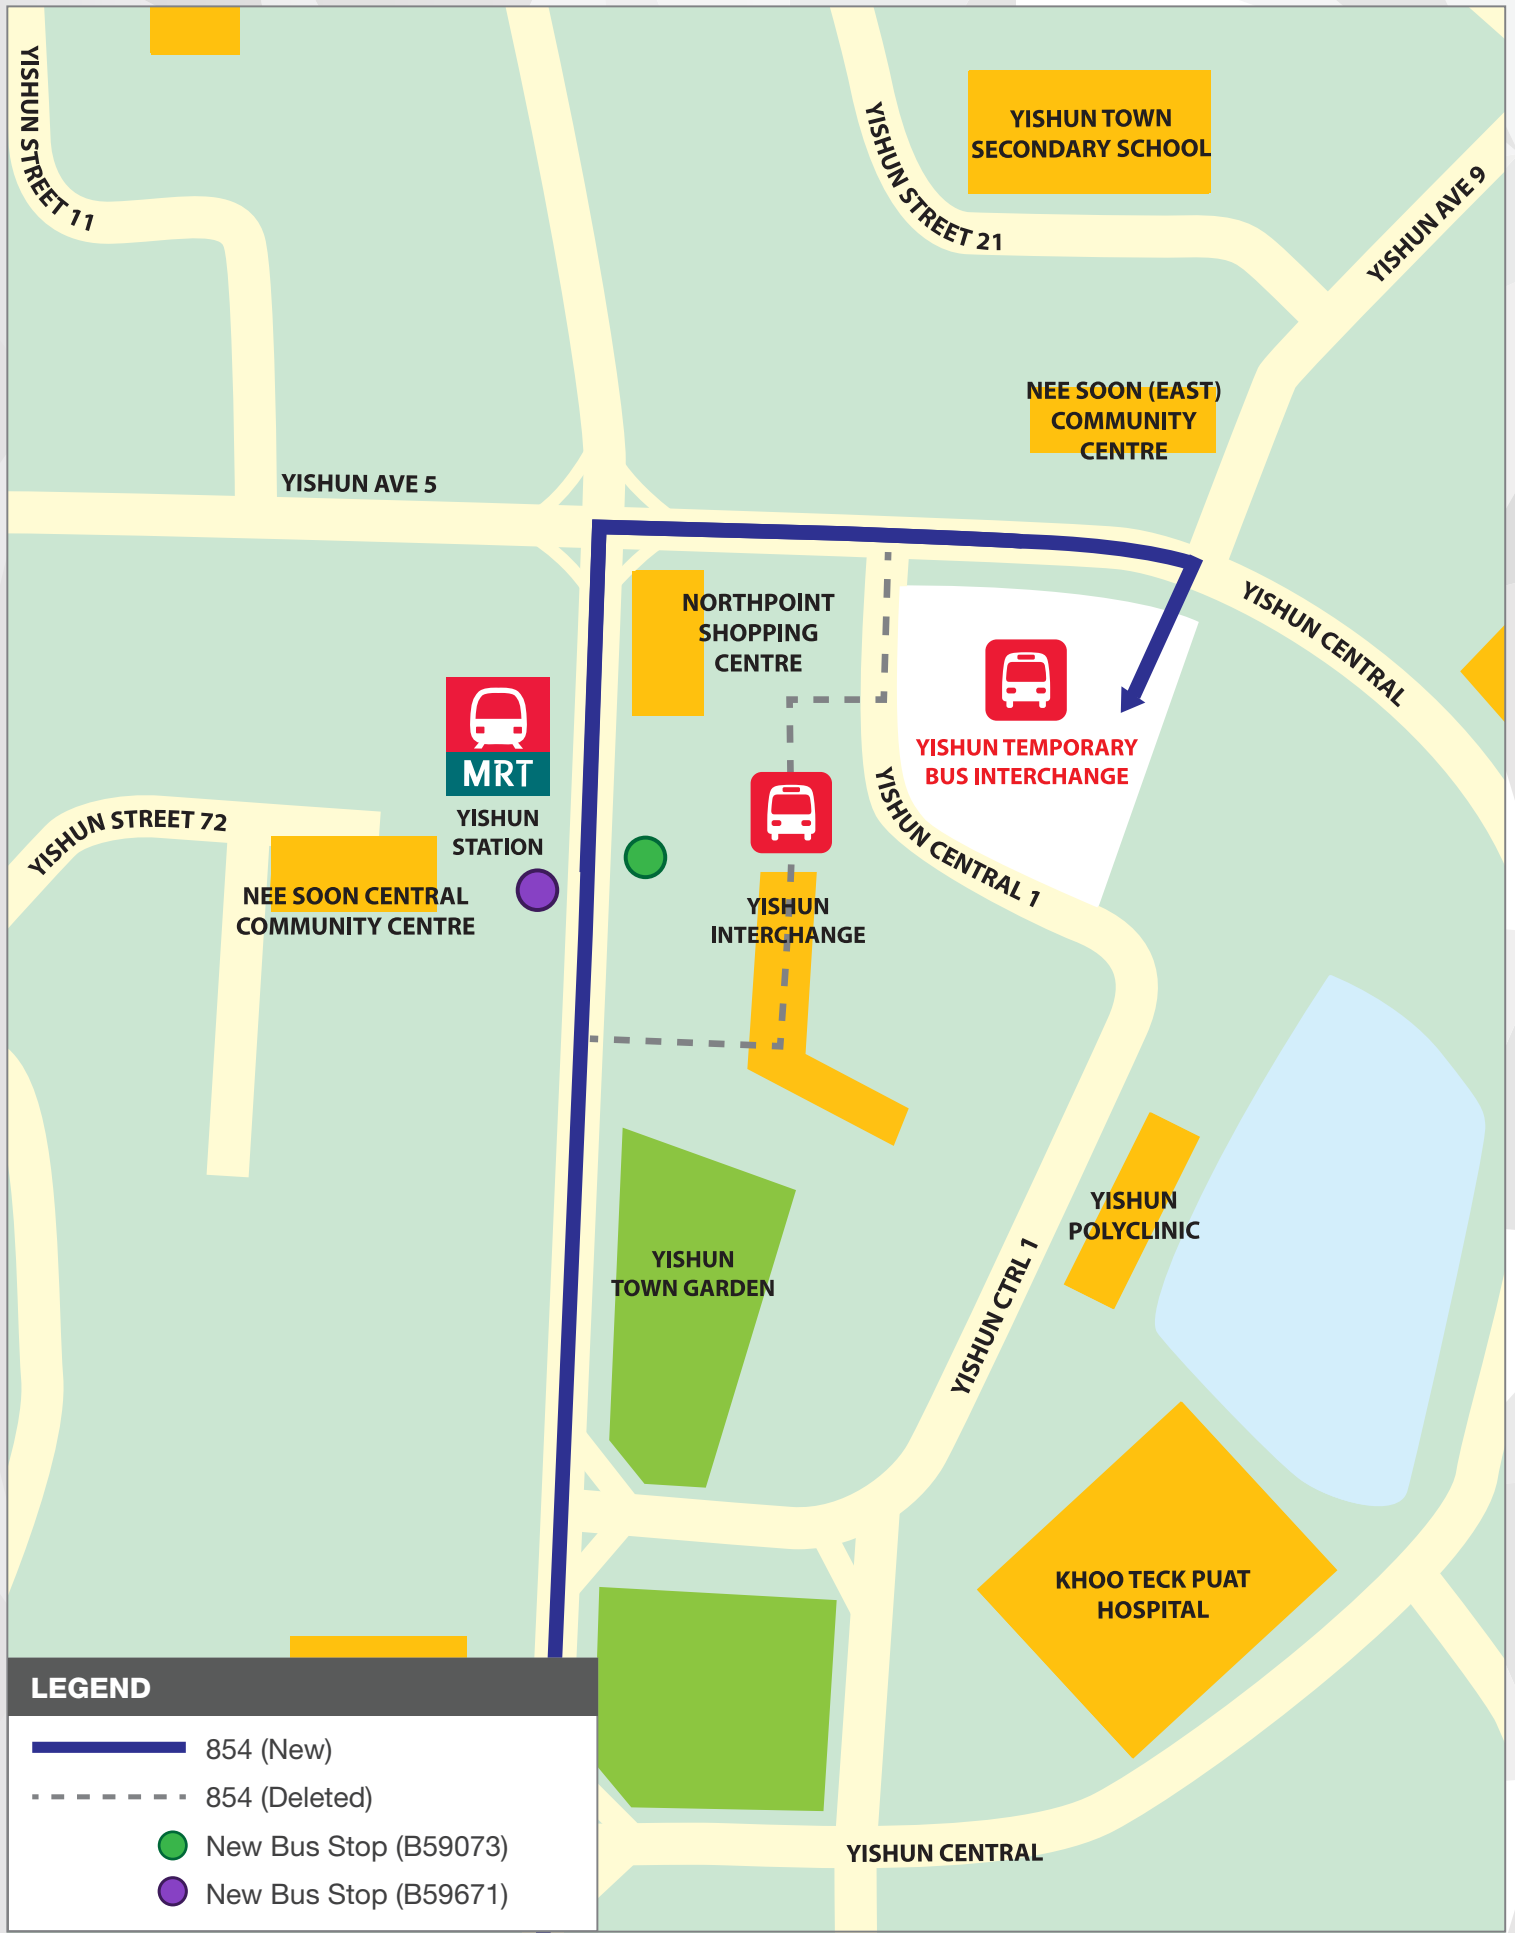 YISHUN STREET 11
YISHUN STREET 21
YISHUN TOWN
SECONDARY SCHOOL
YISHUN AVE 9
NEE SOON (EAST)
COMMUNITY
CENTRE
YISHUN AVE 5
NORTHPOINT
SHOPPING
CENTRE
YISHUN CENTRAL
MRT
YISHUN
STATION
YISHUN TEMPORARY
BUS INTERCHANGE
YISHUN STREET 72
NEE SOON CENTRAL
COMMUNITY CENTRE
YISHUN
INTERCHANGE
YISHUN CENTRAL 1
YISHUN
POLYCLINIC
YISHUN
TOWN GARDEN
YISHUN CTRL 1
KHOO TECK PUAT
HOSPITAL
YISHUN CENTRAL
LEGEND
854 (New)
854 (Deleted)
New Bus Stop (B59073)
New Bus Stop (B59671)